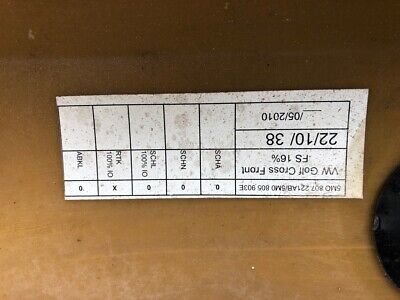 5M0 807 221AB/5M0 805 903E
VW Golf Cross Front
FS 16%
22/10/ 38
/05/2010
SCHÄ 0.
SCHN 0
SCHL 100% IO 0
RTK 100% IO X
ABKL 0.